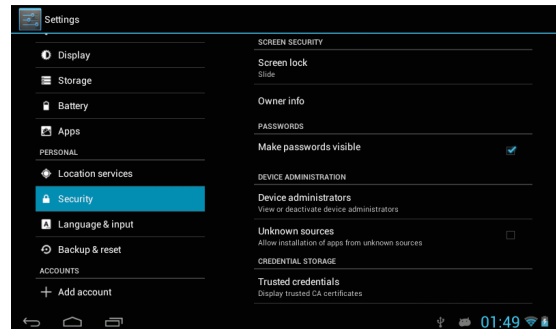 Settings
Display
Storage
Battery
Apps
PERSONAL
Location services
Security
A Language & input
Backup & reset
ACCOUNTS
Add account
SCREEN SECURITY
Screen lock
Slide
Owner info
PASSWORDS
Make passwords visible
DEVICE ADMINISTRATION
Device administrators
View or deactivate device administrators
Unknown sources
Allow installation of apps from unknown sources
CREDENTIAL STORAGE
Trusted credentials
Display trusted CA certificates
01:49